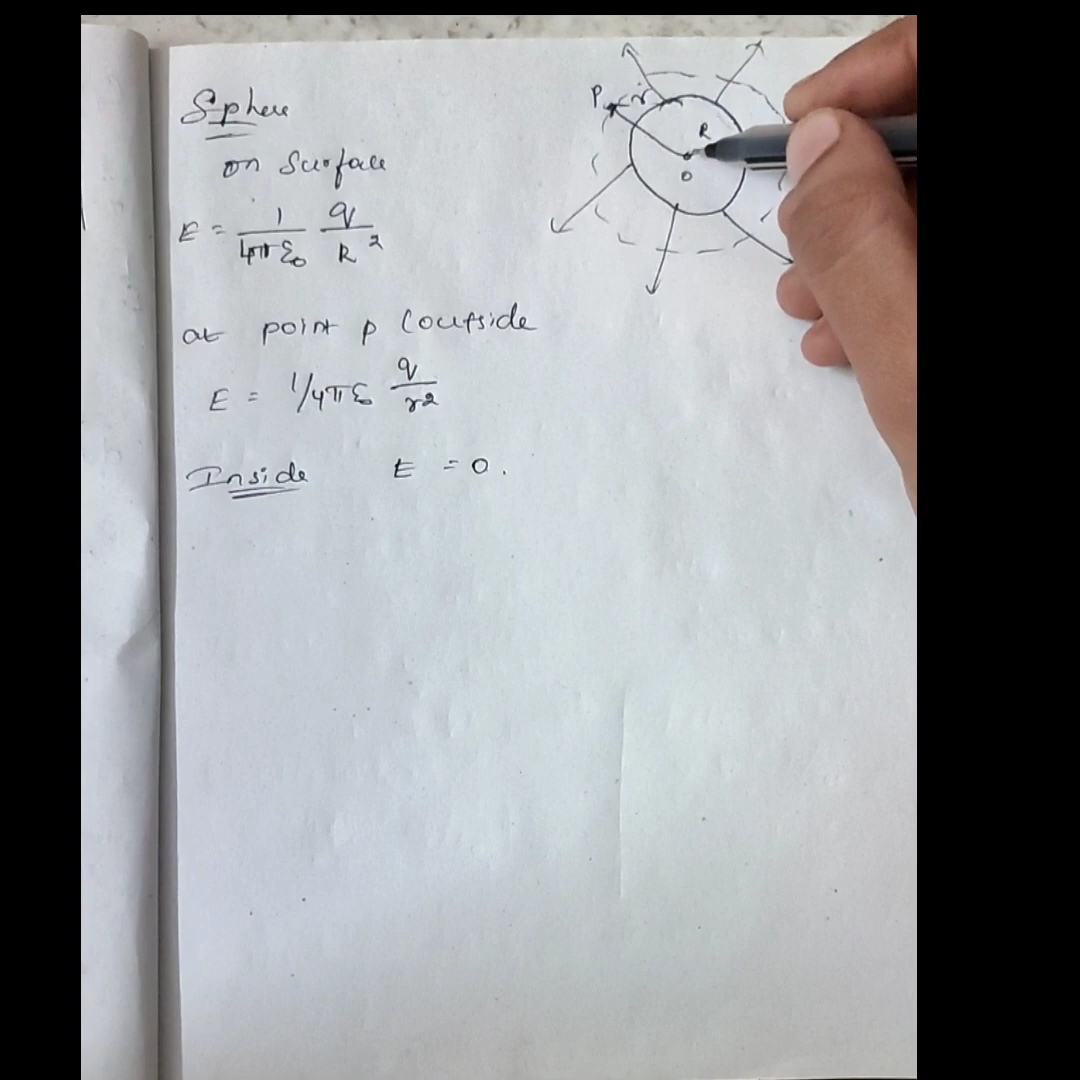 Sphere
on Surface
E = 1/4πε₀ q/R²
at point p (outside
E = 1/4πε₀ q/r²
Inside E = 0.
P r
R
O